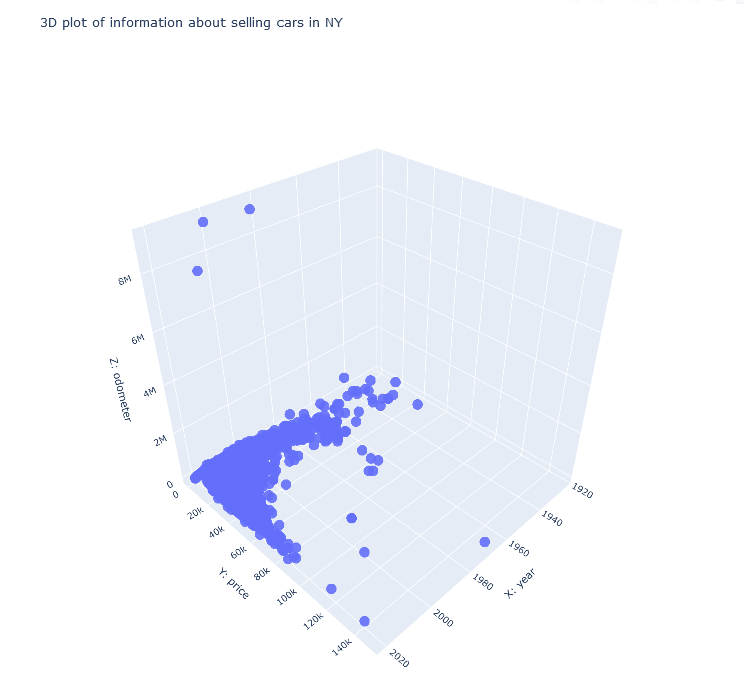 3D plot of information about selling cars in NY
8M
6M
4M
2M
0
Z: odometer
0
20k
40k
60k
80k
100k
120k
140k
Y: price
1920
1940
1960
1980
2000
2020
X: year